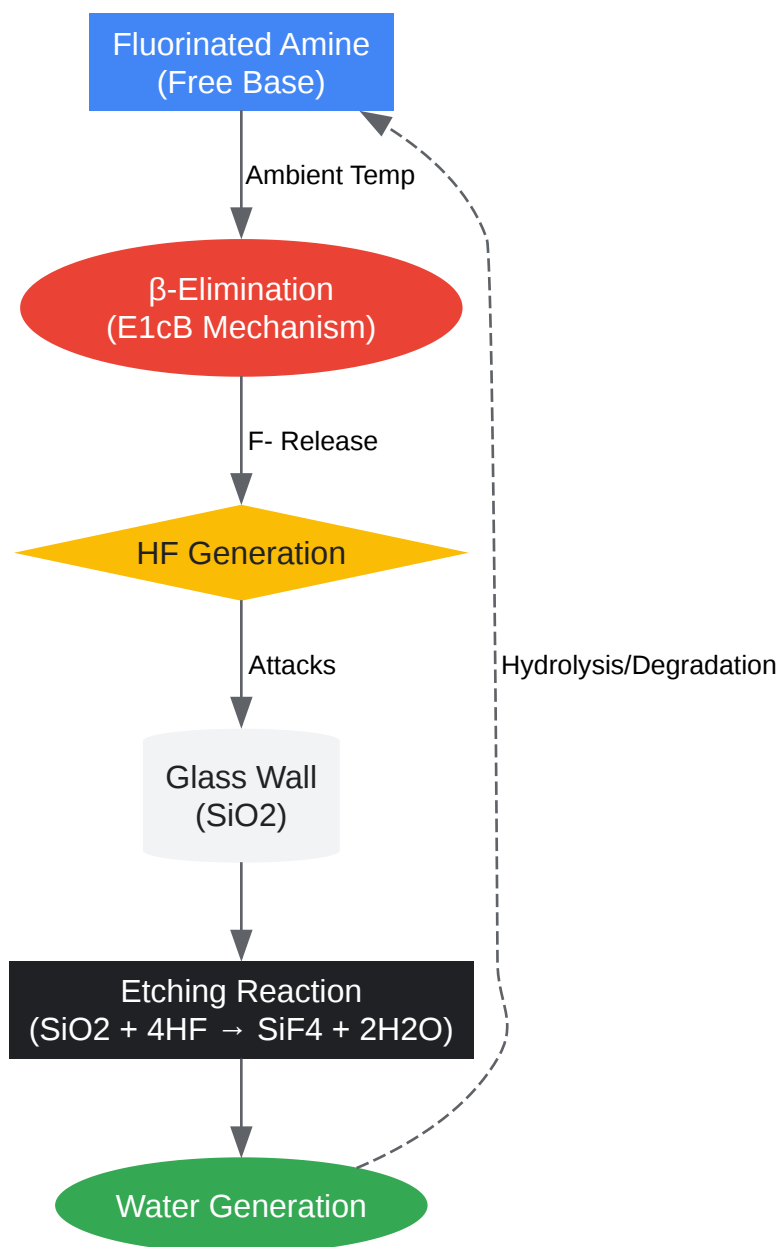 Fluorinated Amine
(Free Base)
Ambient Temp
β-Elimination
(E1cB Mechanism)
F- Release
HF Generation
Attacks
Hydrolysis/Degradation
Glass Wall
(SiO2)
Etching Reaction
(SiO2 + 4HF → SiF4 + 2H2O)
Water Generation